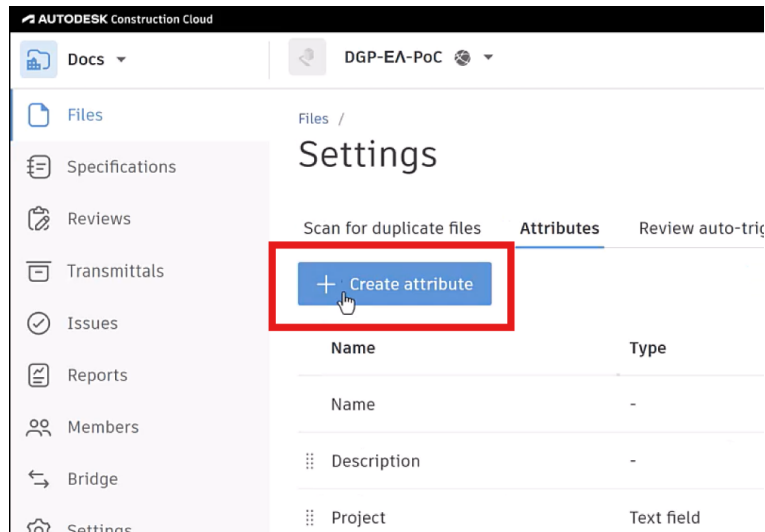 AUTODESK Construction Cloud
Docs
DGP-EΛ-PoC
Files
Specifications
Reviews
Transmittals
Issues
Reports
Members
Bridge
Settings
Files /
Settings
Scan for duplicate files Attributes Review auto-trig
+ Create attribute
Name Type
Name -
Description -
Project Text field